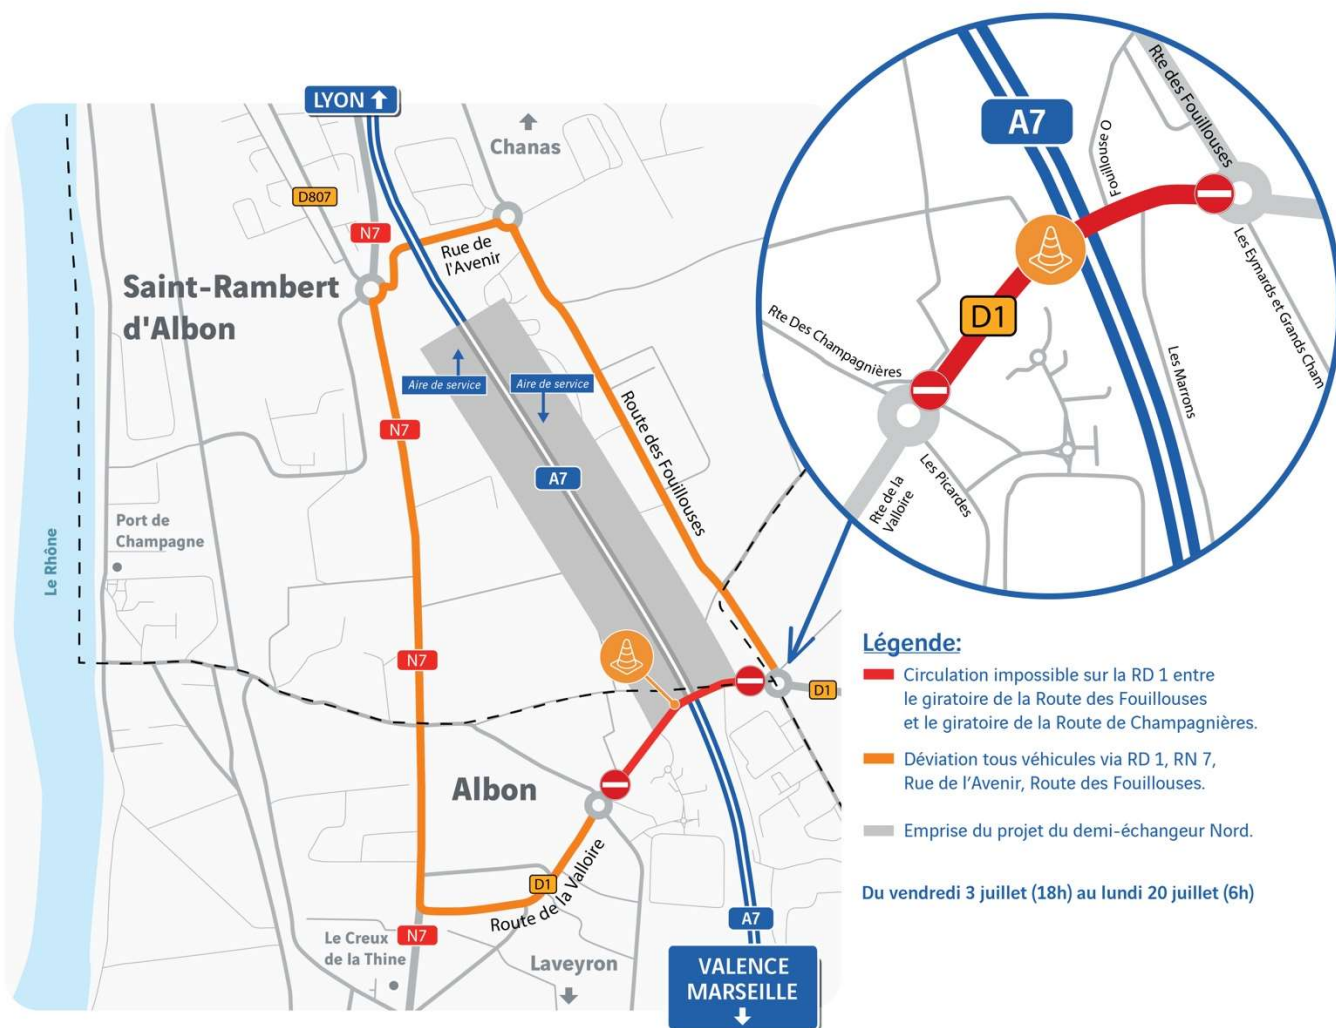 LYON
Chanas
D807
N7
Rue de
l'Avenir
Saint-Rambert
d'Albon
Aire de service
Aire de service
N7
Route des Fouillouses
A7
Port de
Champagne
Le Rhône
N7
D1
Albon
D1
Route de la Valloire
N7
Le Creux
de la Thine
Laveyron
A7
VALENCE
MARSEILLE
Rte des Fouillouses
A7
Fouillouse O
D1
Rte Des Champagnières
Les Eymards et Grands Cham
Les Marrons
Les Picardes
Rte de la
Valloire
Légende:
Circulation impossible sur la RD 1 entre
le giratoire de la Route des Fouillouses
et le giratoire de la Route de Champagnières.
Déviation tous véhicules via RD 1, RN 7,
Rue de l'Avenir, Route des Fouillouses.
Emprise du projet du demi-échangeur Nord.
Du vendredi 3 juillet (18h) au lundi 20 juillet (6h)